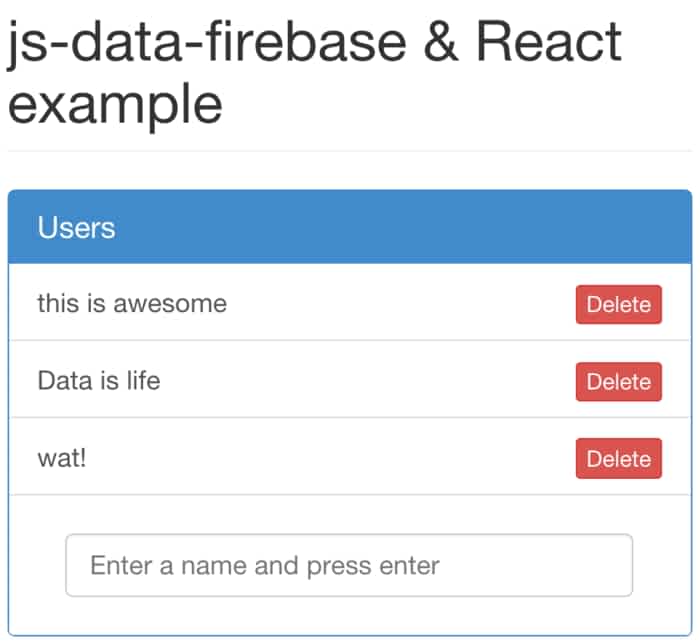 js-data-firebase & React
example
Users
this is awesome
Delete
Data is life
Delete
wat!
Delete
Enter a name and press enter